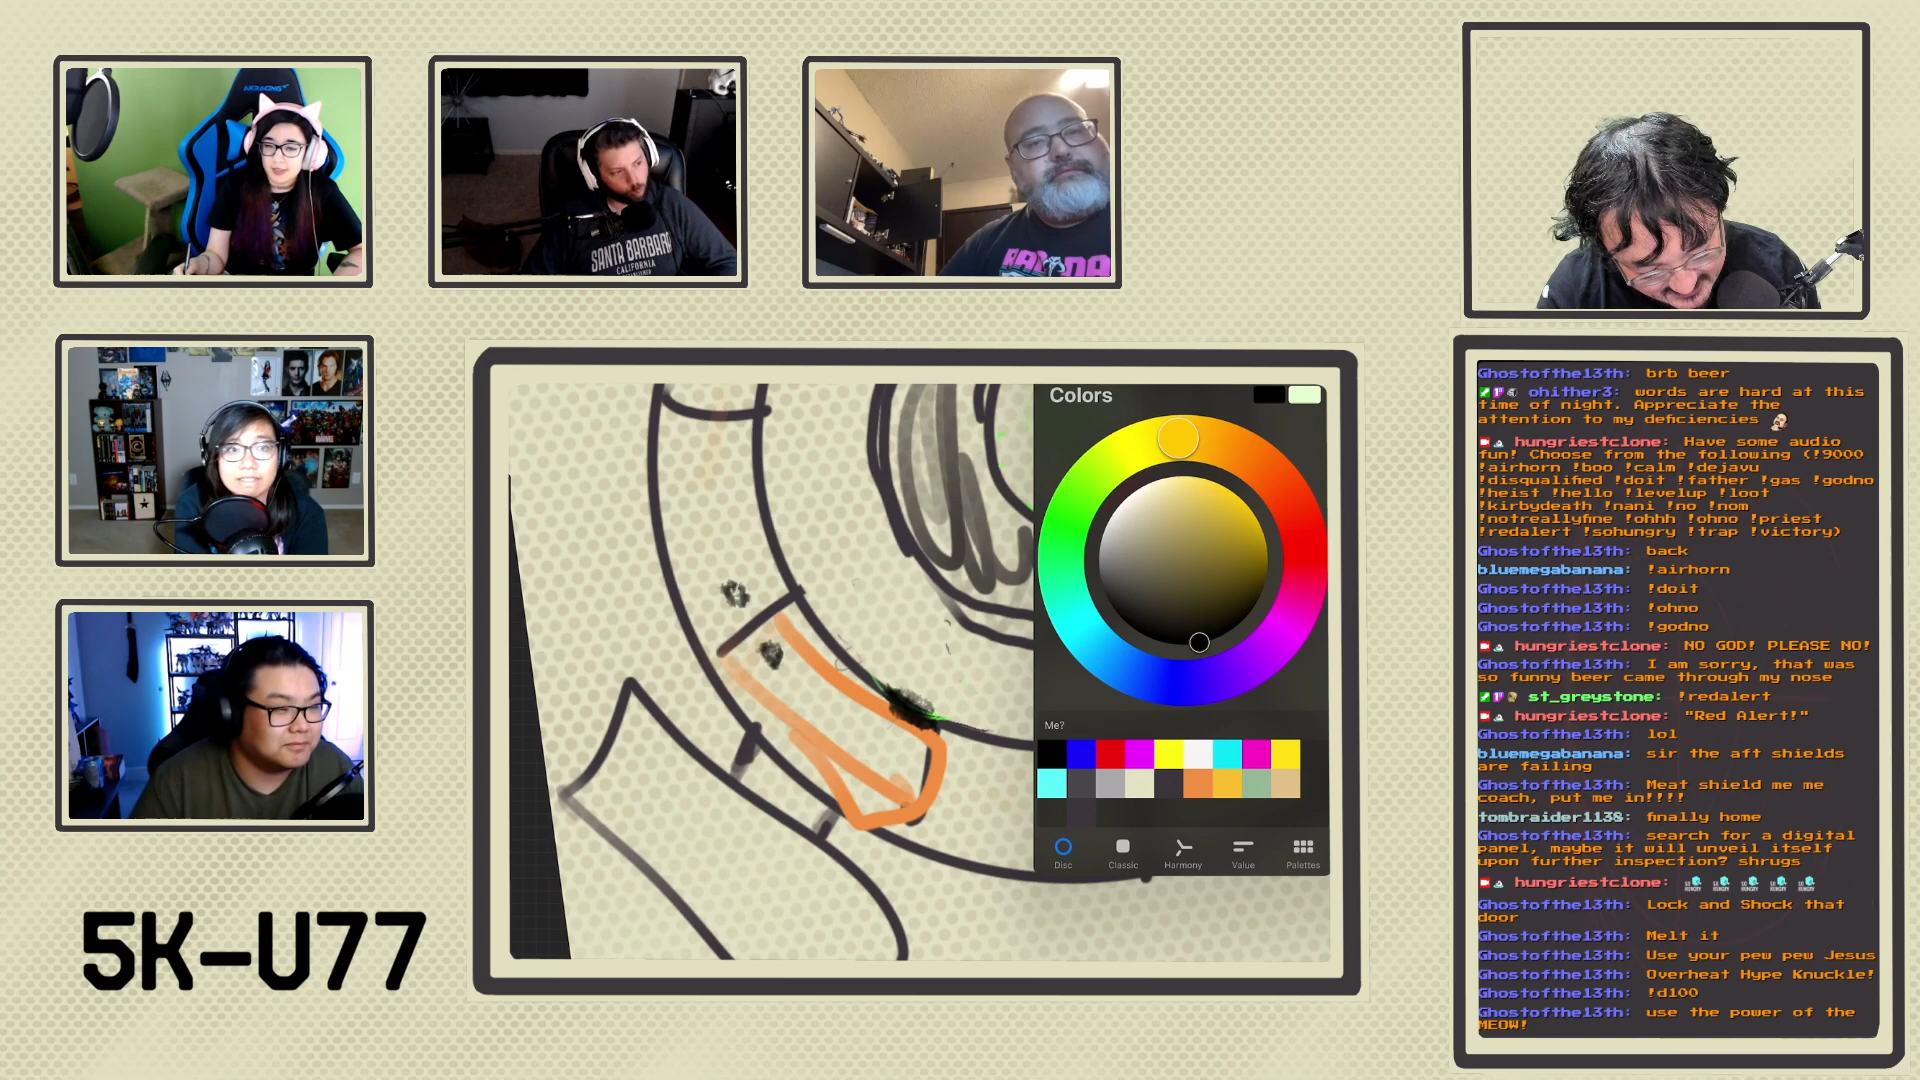 AKRACING
SANTA BARBARA
CALIFORNIA
MARVEL
5K-U77
Colors
Me?
Disc
Classic
Harmony
Value
Palettes
Ghostofthe13th: brb beer
ohither3: words are hard at this
time of night. Appreciate the
attention to my deficiencies
hungriestclone: Have some audio
fun! Choose from the following (!9000
!airhorn !boo !calm !dejavu
!disqualified !doit !father !gas !godno
!heist !hello !levelup !loot
!kirbydeath !nani !no !nom
!notreallyfine !ohhh !ohno !priest
!redalert !sohungry !trap !victory)
Ghostofthe13th: back
bluemegabanana: !airhorn
Ghostofthe13th: !doit
Ghostofthe13th: !ohno
Ghostofthe13th: !godno
hungriestclone: NO GOD! PLEASE NO!
Ghostofthe13th: I am sorry, that was
so funny beer came through my nose
st_greystone: !redalert
hungriestclone: "Red Alert!"
Ghostofthe13th: lol
bluemegabanana: sir the aft shields
are failing
Ghostofthe13th: Meat shield me me
coach, put me in!!!!
tombraider1138: finally home
Ghostofthe13th: search for a digital
panel, maybe it will unveil itself
upon further inspection? shrugs
hungriestclone:
Ghostofthe13th: Lock and Shock that
door
Ghostofthe13th: Melt it
Ghostofthe13th: Use your pew pew Jesus
Ghostofthe13th: Overheat Hype Knuckle!
Ghostofthe13th: !d100
Ghostofthe13th: use the power of the
MEOW!